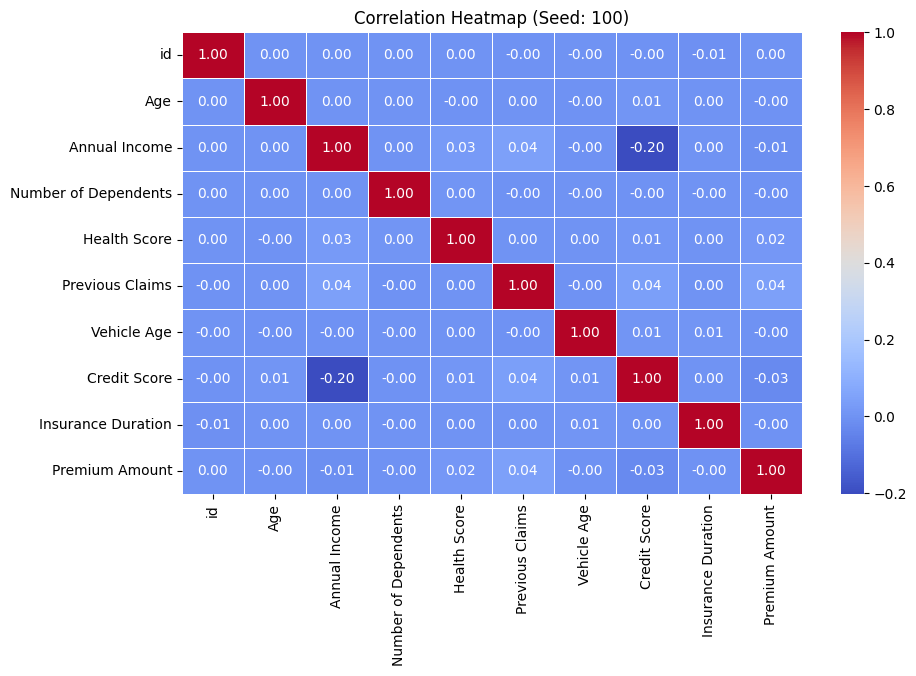 Correlation Heatmap (Seed: 100)
id 1.00 0.00 0.00 0.00 0.00 -0.00 -0.00 -0.00 -0.01 0.00
Age 0.00 1.00 0.00 0.00 -0.00 0.00 -0.00 0.01 0.00 -0.00
Annual Income 0.00 0.00 1.00 0.00 0.03 0.04 -0.00 -0.20 0.00 -0.01
Number of Dependents 0.00 0.00 0.00 1.00 0.00 -0.00 -0.00 -0.00 -0.00 -0.00
Health Score 0.00 -0.00 0.03 0.00 1.00 0.00 0.00 0.01 0.00 0.02
Previous Claims -0.00 0.00 0.04 -0.00 0.00 1.00 -0.00 0.04 0.00 0.04
Vehicle Age -0.00 -0.00 -0.00 -0.00 0.00 -0.00 1.00 0.01 0.01 -0.00
Credit Score -0.00 0.01 -0.20 -0.00 0.01 0.04 0.01 1.00 0.00 -0.03
Insurance Duration -0.01 0.00 0.00 -0.00 0.00 0.00 0.01 0.00 1.00 -0.00
Premium Amount 0.00 -0.00 -0.01 -0.00 0.02 0.04 -0.00 -0.03 -0.00 1.00
id
Age
Annual Income
Number of Dependents
Health Score
Previous Claims
Vehicle Age
Credit Score
Insurance Duration
Premium Amount
1.0
0.8
0.6
0.4
0.2
0.0
−0.2